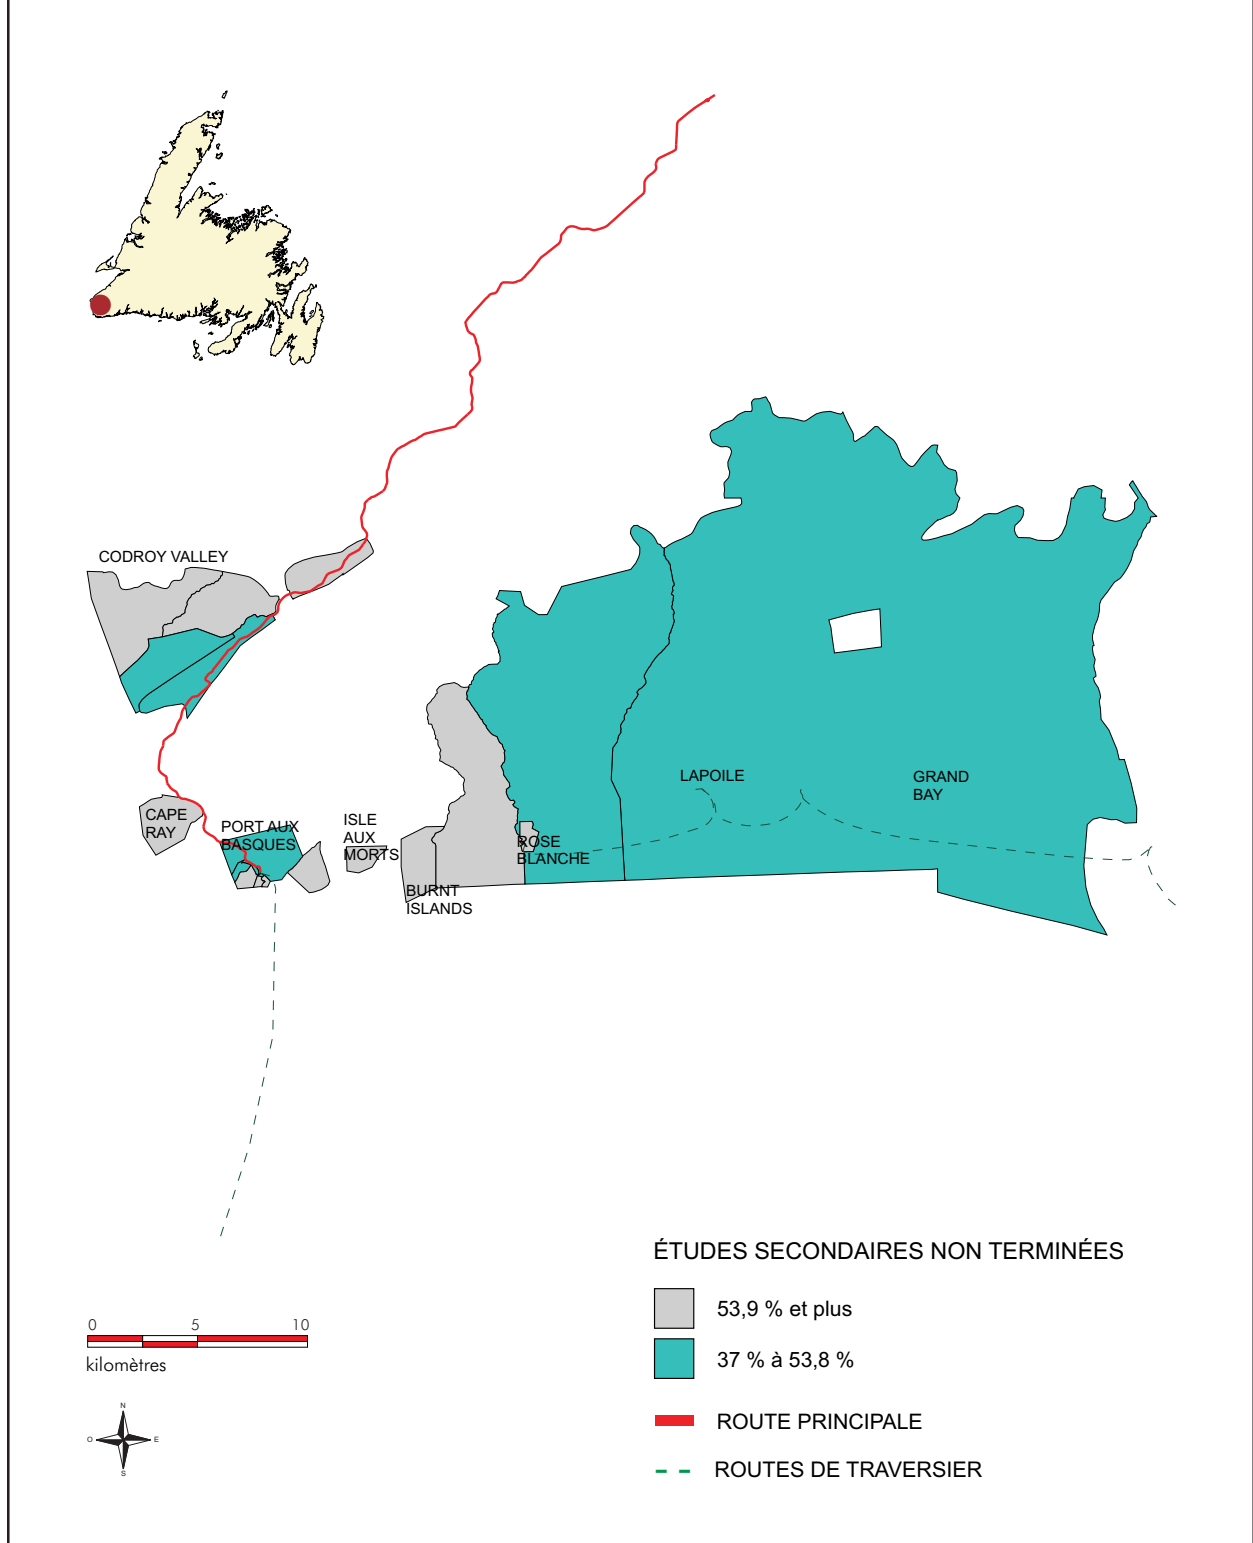 CODROY VALLEY
LAPOILE
GRAND
BAY
CAPE
RAY
PORT AUX
BASQUES
ISLE
AUX
MORTS
ROSE
BLANCHE
BURNT
ISLANDS
ÉTUDES SECONDAIRES NON TERMINÉES
53,9 % et plus
37 % à 53,8 %
ROUTE PRINCIPALE
ROUTES DE TRAVERSIER
0 5 10
kilomètres
N
O E
S